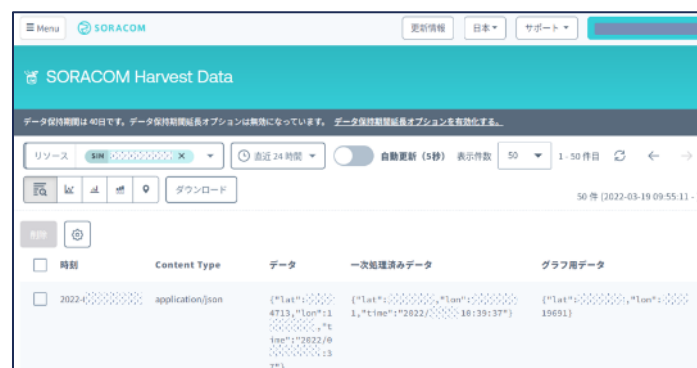 Menu SORACOM 更新情報 日本 サポート
SORACOM Harvest Data
データ保持期間は 40日です。データ保持期間延長オプションは無効になっています。 データ保持期間延長オプションを有効化する。
リソース SIM × 直近 24 時間 自動更新（5秒） 表示件数 50 1 - 50 件目 ← →
ダウンロード
50 件 (2022-03-19 09:55:11 -
削除
時刻 Content Type データ 一次処理済みデータ グラフ用データ
2022-( application/json {"lat": {"lat": ,"lon": {"lat": ,"lon":
4713,"lon":1 1,"time":"2022/ 10:39:37"} 19691}
,"t
ime":"2022/0
:3
7"}